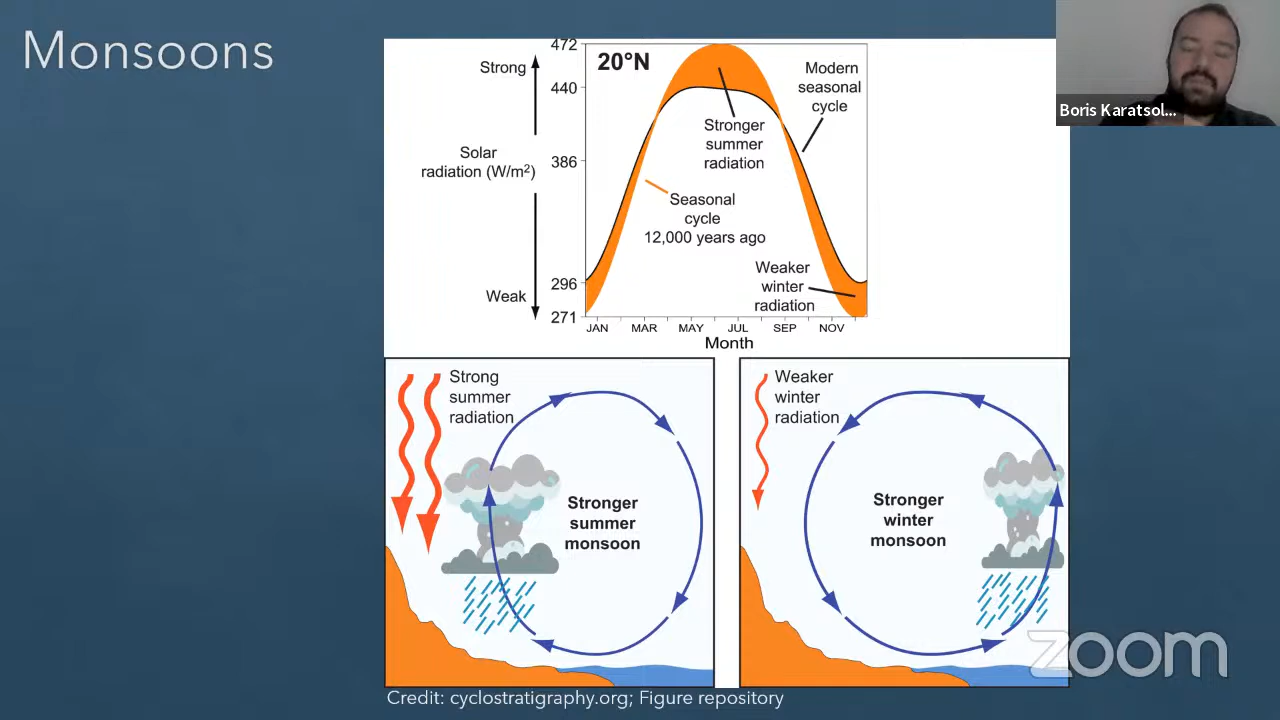 Monsoons
Boris Karatsol...
472
440
386
296
271
20°N
Strong
Solar
radiation (W/m²)
Weak
Modern
seasonal
cycle
Stronger
summer
radiation
Seasonal
cycle
12,000 years ago
Weaker
winter
radiation
JAN MAR MAY JUL SEP NOV
Month
Strong
summer
radiation
Stronger
summer
monsoon
Weaker
winter
radiation
Stronger
winter
monsoon
zoom
Credit: cyclostratigraphy.org; Figure repository